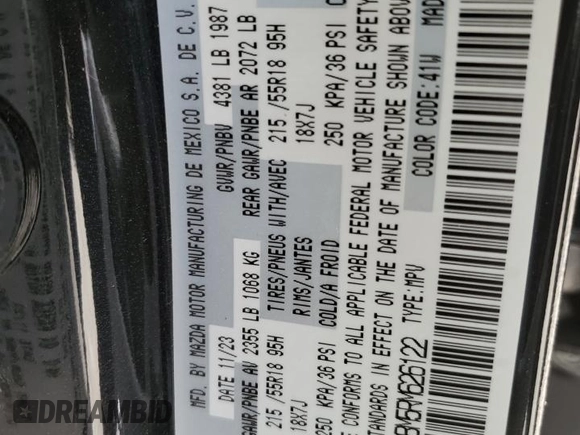 MFD. BY MAZDA MOTOR MANUFACTURING DE MEXICO S.A. DE C.V.
DATE 11/23 GVWR/PNBV 4381 LB 1987
GAWR/PNBE AV 2355 LB 1068 KG REAR GAWR/PNBE AR 2072 LB
215 /55R18 95H TIRES/PNEUS WITH/AVEC 215 /55R18 95H
18X7J RIMS/JANTES 18X7J
250 KPA/36 PSI COLD/A FROID 250 KPA/36 PSI
CONFORMS TO ALL APPLICABLE FEDERAL MOTOR VEHICLE SAFETY
STANDARDS IN EFFECT ON THE DATE OF MANUFACTURE SHOWN ABOV
TYPE: MPV COLOR CODE: 41W MAD
DREAMBID